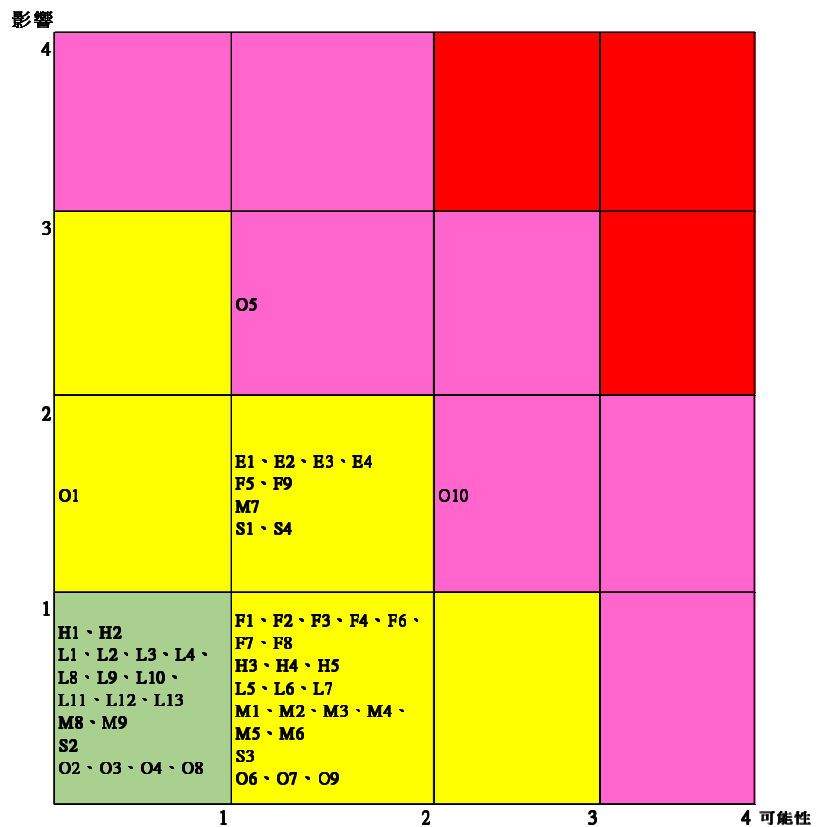 影響
4
3
O5
2
E1、E2、E3、E4
F5、F9
M7
S1、S4
O1
O10
1
H1、H2
L1、L2、L3、L4、
L8、L9、L10、
L11、L12、L13
M8、M9
S2
O2、O3、O4、O8
F1、F2、F3、F4、F6、
F7、F8
H3、H4、H5
L5、L6、L7
M1、M2、M3、M4、
M5、M6
S3
O6、O7、O9
1 2 3 4 可能性